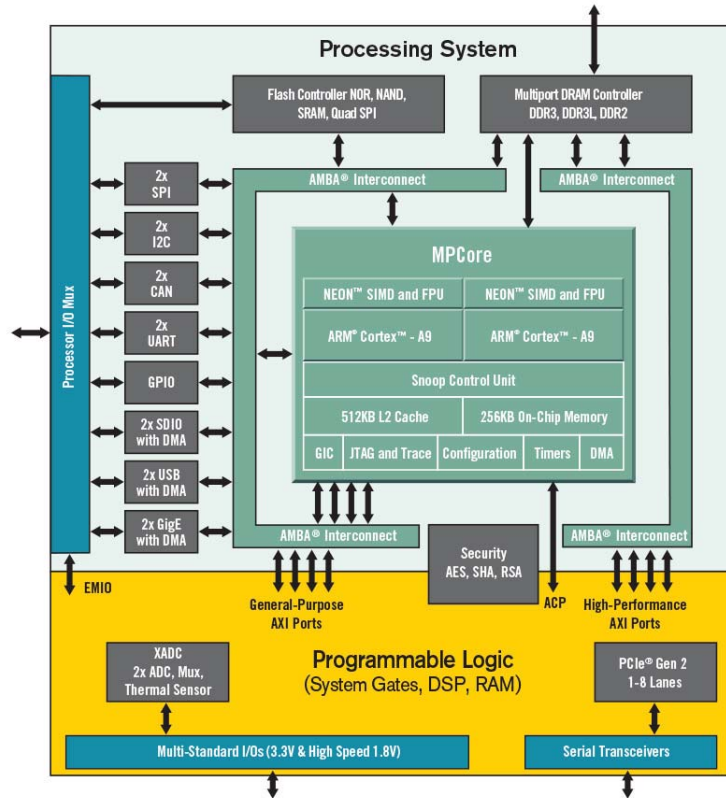 Processing System
Flash Controller NOR, NAND,
SRAM, Quad SPI
Multiport DRAM Controller
DDR3, DDR3L, DDR2
Processor I/O Mux
2x
SPI
2x
I2C
2x
CAN
2x
UART
GPIO
2x SDIO
with DMA
2x USB
with DMA
2x GigE
with DMA
AMBA® Interconnect
AMBA® Interconnect
MPCore
NEON™ SIMD and FPU
NEON™ SIMD and FPU
ARM® Cortex™ - A9
ARM® Cortex™ - A9
Snoop Control Unit
512KB L2 Cache
256KB On-Chip Memory
GIC
JTAG and Trace
Configuration
Timers
DMA
AMBA® Interconnect
AMBA® Interconnect
Security
AES, SHA, RSA
EMIO
General-Purpose
AXI Ports
ACP
High-Performance
AXI Ports
XADC
2x ADC, Mux,
Thermal Sensor
Programmable Logic
(System Gates, DSP, RAM)
PCIe® Gen 2
1-8 Lanes
Multi-Standard I/Os (3.3V & High Speed 1.8V)
Serial Transceivers